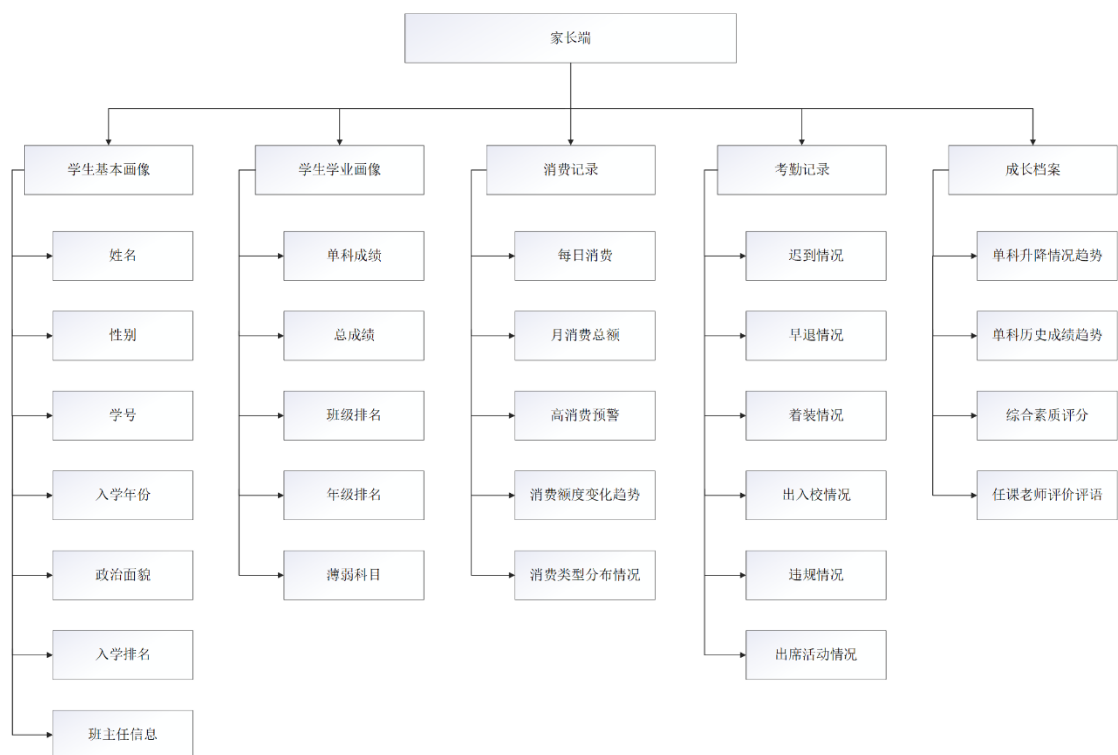 家长端
学生基本画像
学生学业画像
消费记录
考勤记录
成长档案
姓名
单科成绩
每日消费
迟到情况
单科升降情况趋势
性别
总成绩
月消费总额
早退情况
单科历史成绩趋势
学号
班级排名
高消费预警
着装情况
综合素质评分
入学年份
年级排名
消费额度变化趋势
出入校情况
任课老师评价评语
政治面貌
薄弱科目
消费类型分布情况
违规情况
入学排名
出席活动情况
班主任信息